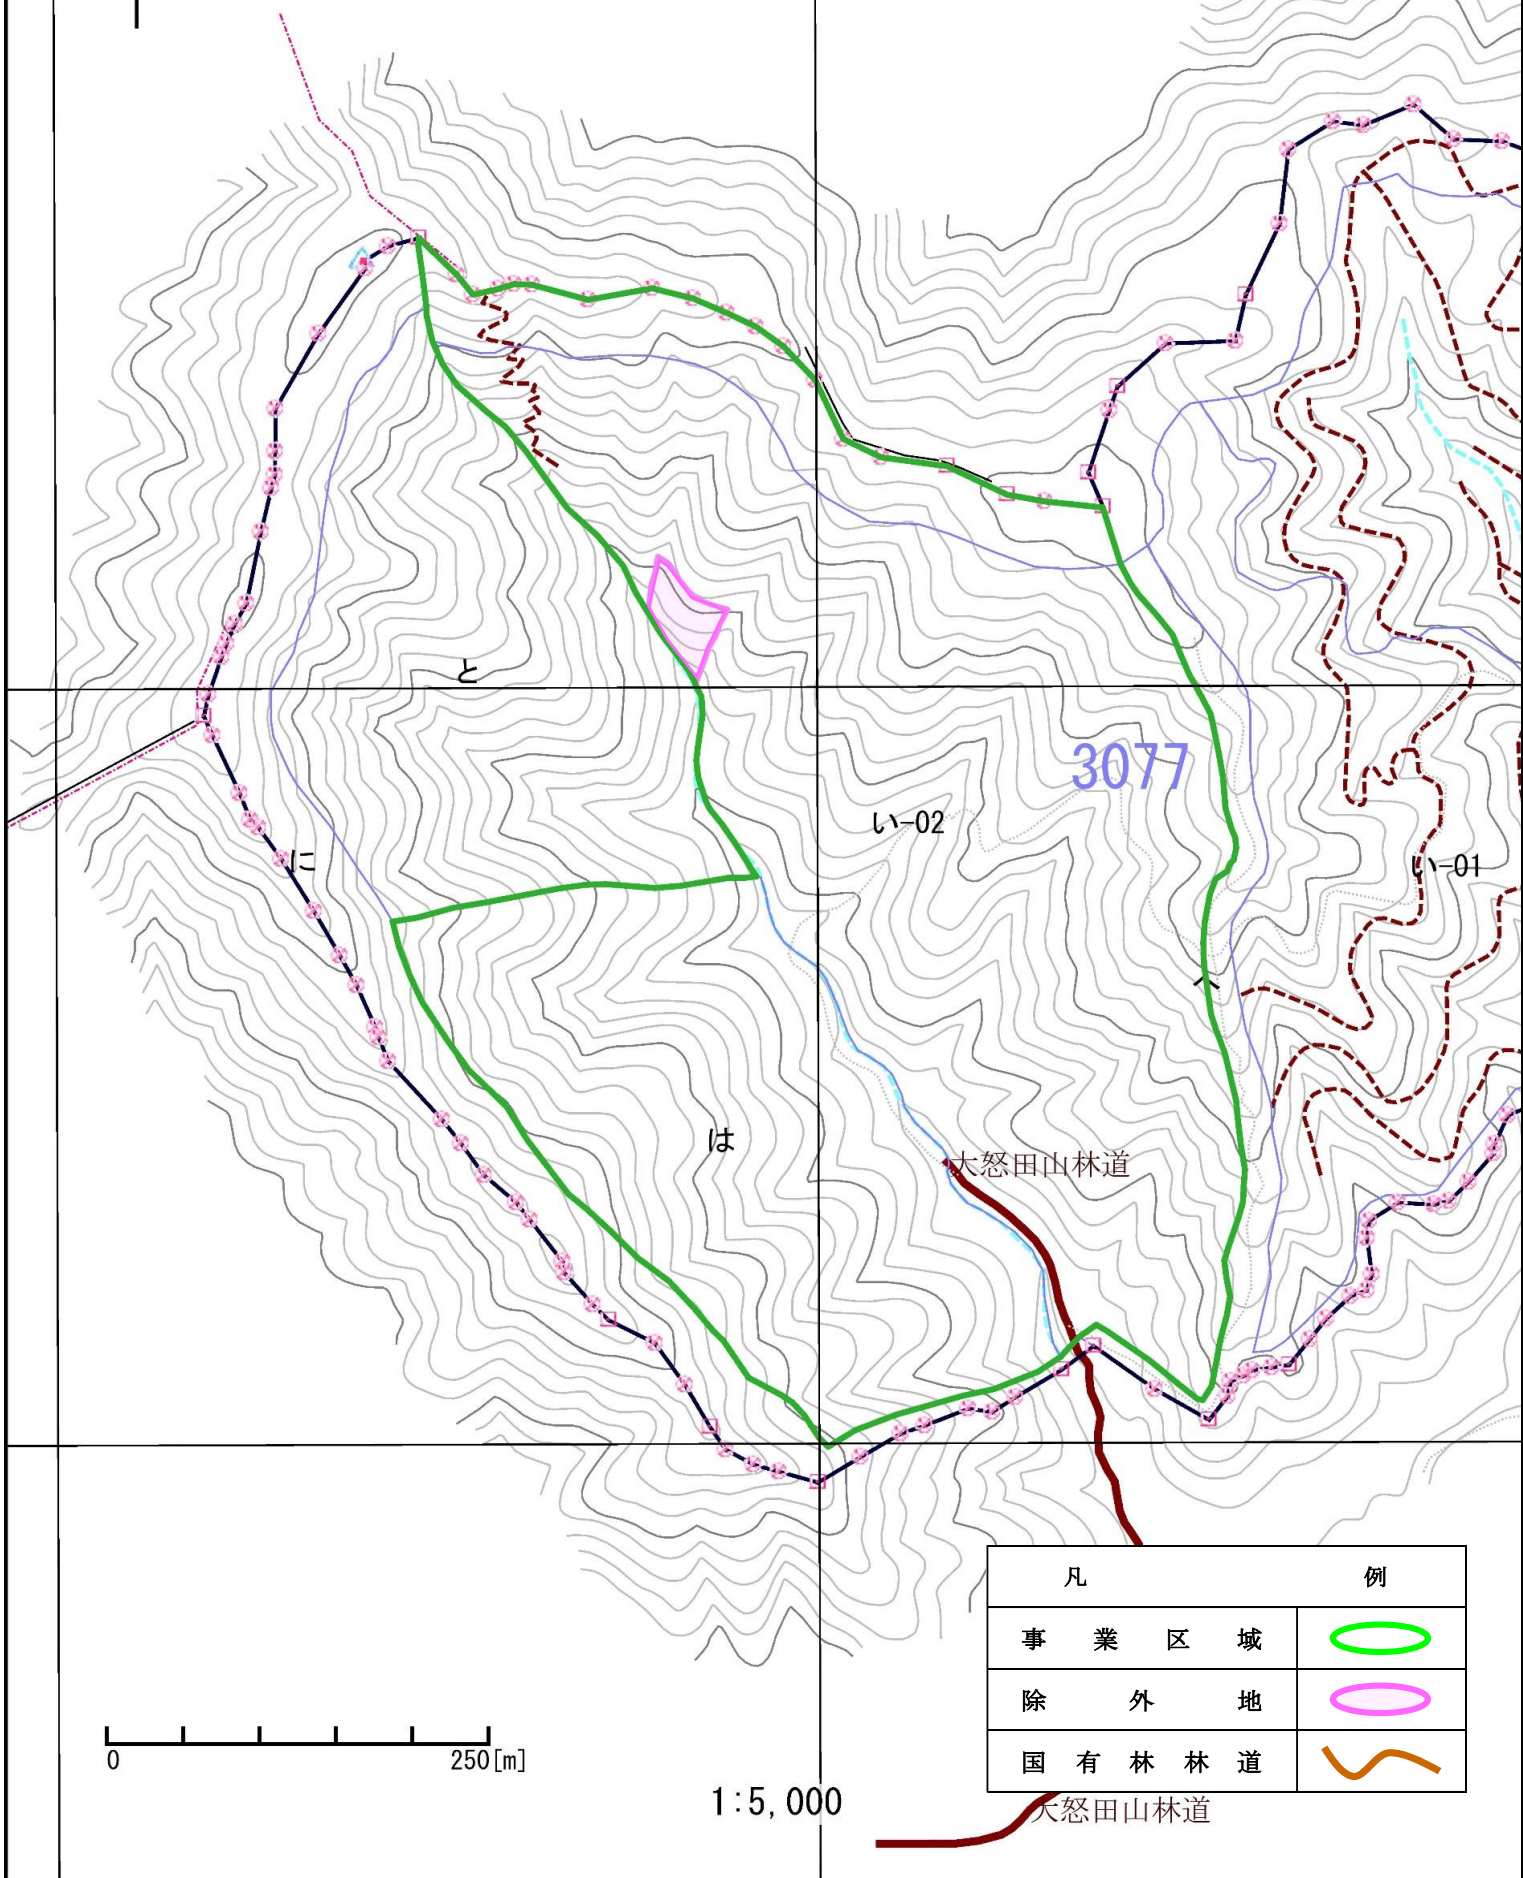 と
3077
い-02
に
い-01
へ
は
大怒田山林道
凡 例
事業区域
除外地
国有林林道
0 250[m]
1:5,000
大怒田山林道